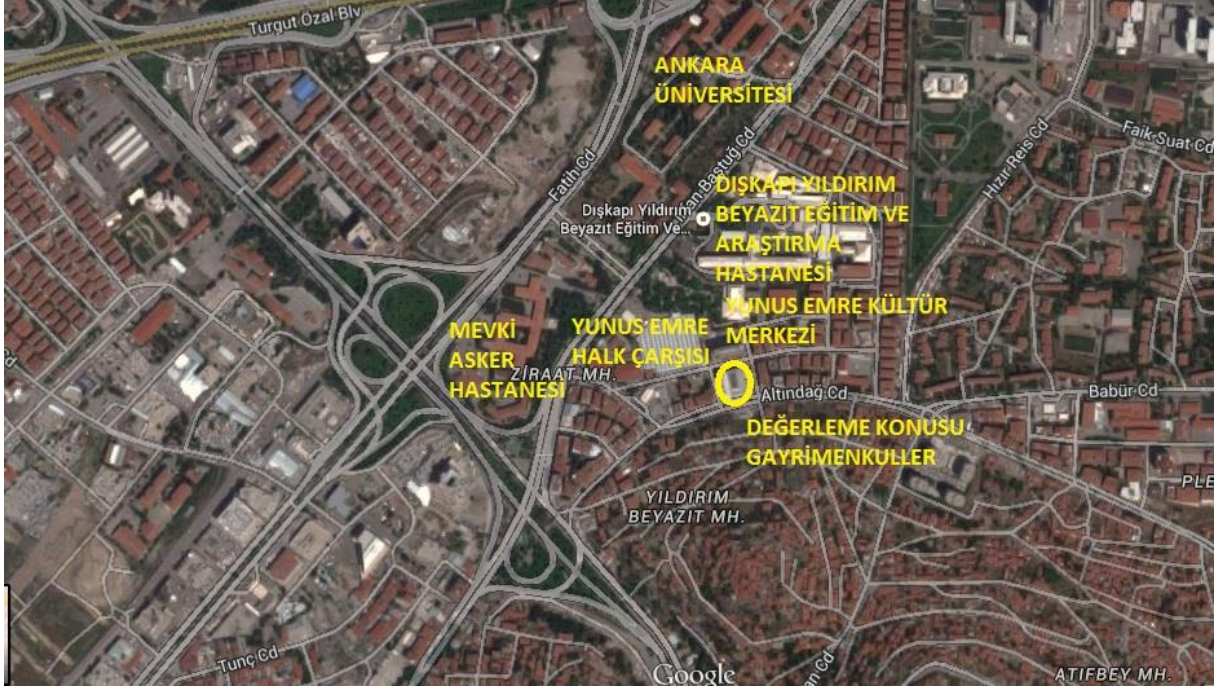 Turgut Özal Blv
ANKARA
ÜNİVERSİTESİ
Faik Suat Cd
Hızır Reis Cd
Fatih Cd
DIŞKAPI YILDIRIM
BEYAZIT EĞİTİM VE
ARAŞTIRMA
HASTANESİ
Dışkapı Yıldırım
Beyazıt Eğitim Ve...
YUNUS EMRE KÜLTÜR
MERKEZİ
MEVKİ
ASKER
HASTANESİ
YUNUS EMRE
HALK ÇARŞISI
ZİRAAT MH.
Altındağ Cd
Babür Cd
DEĞERLEME KONUSU
GAYRİMENKULLER
YILDIRIM
BEYAZIT MH.
Tunç Cd
Google
ATIFBEY MH.